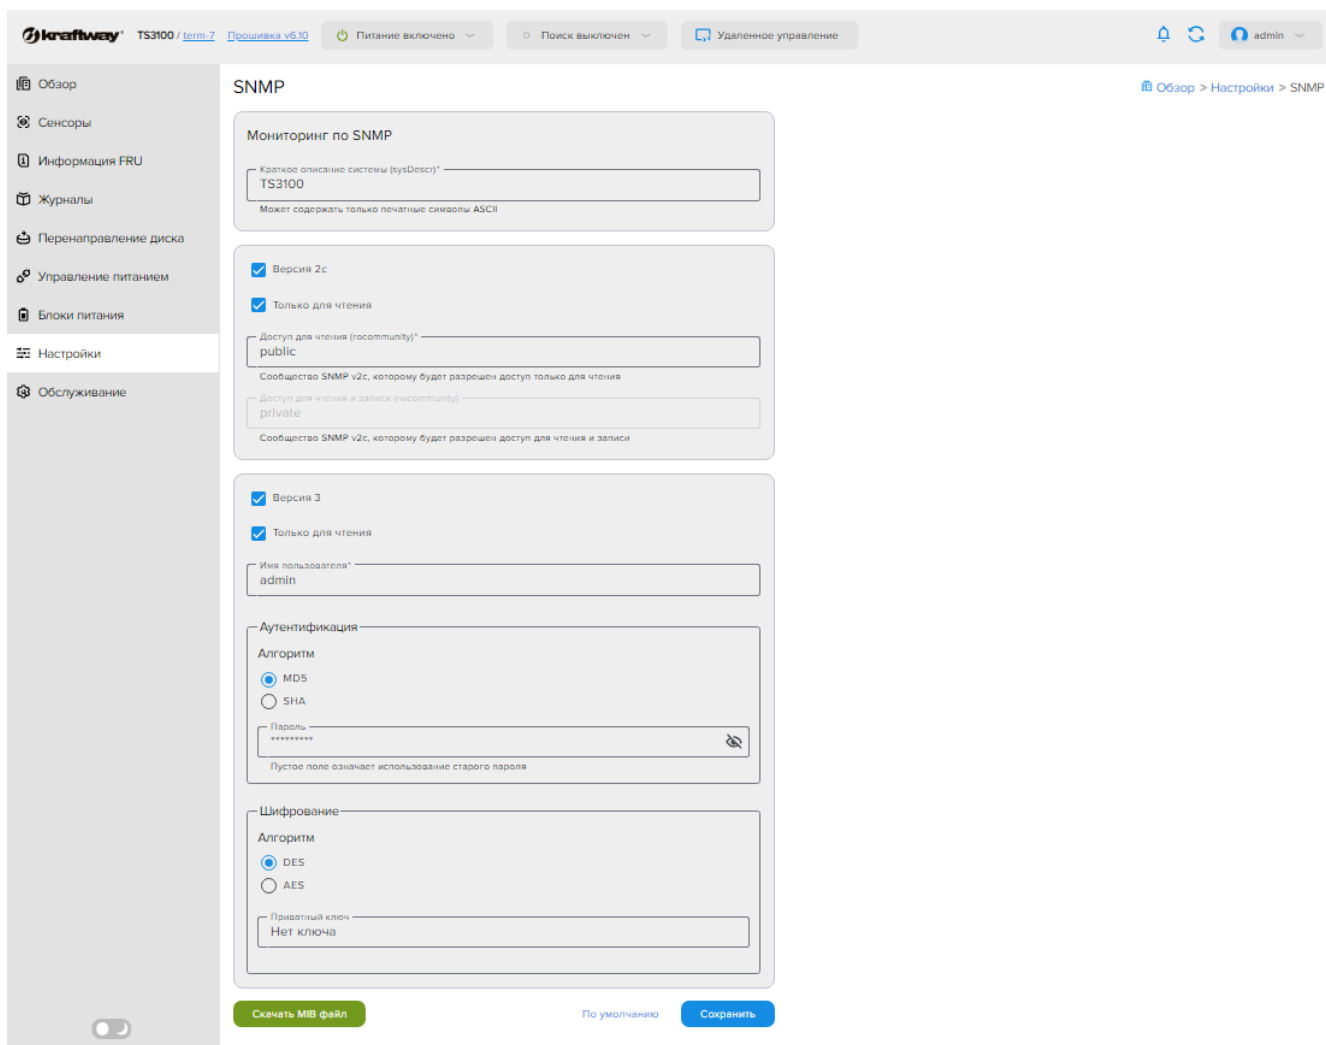 kraftway TS3100 / term-7 Прошивка v6.10 Питание включено Поиск выключен Удаленное управление admin
Обзор
Сенсоры
Информация FRU
Журналы
Перенаправление диска
Управление питанием
Блоки питания
Настройки
Обслуживание
SNMP
Обзор > Настройки > SNMP
Мониторинг по SNMP
Краткое описание системы (sysDescr)*
TS3100
Может содержать только печатные символы ASCII
Версия 2c
Только для чтения
Доступ для чтения (rocommunity)*
public
Сообщество SNMP v2c, которому будет разрешен доступ только для чтения
Доступ для чтения и записи (rwcommunity)
private
Сообщество SNMP v2c, которому будет разрешен доступ для чтения и записи
Версия 3
Только для чтения
Имя пользователя*
admin
Аутентификация
Алгоритм
MD5
SHA
Пароль
*********
Пустое поле означает использование старого пароля
Шифрование
Алгоритм
DES
AES
Приватный ключ
Нет ключа
Скачать MIB файл
По умолчанию
Сохранить